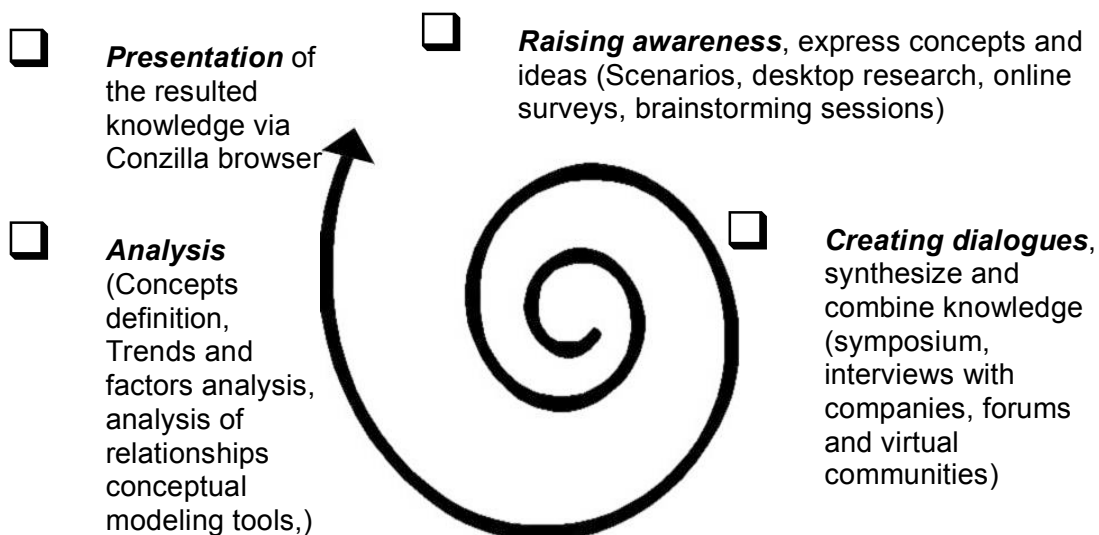 Presentation of
the resulted
knowledge via
Conzilla browser
Raising awareness, express concepts and
ideas (Scenarios, desktop research, online
surveys, brainstorming sessions)
Analysis
(Concepts
definition,
Trends and
factors analysis,
analysis of
relationships
conceptual
modeling tools,)
Creating dialogues,
synthesize and
combine knowledge
(symposium,
interviews with
companies, forums
and virtual
communities)